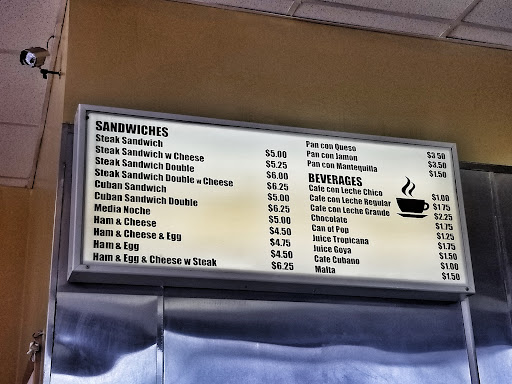 SANDWICHES
Steak Sandwich $5.00
Steak Sandwich w Cheese $5.25
Steak Sandwich Double $6.00
Steak Sandwich Double w Cheese $6.25
Cuban Sandwich $5.00
Cuban Sandwich Double $6.25
Media Noche $5.00
Ham & Cheese $4.50
Ham & Cheese & Egg $4.75
Ham & Egg $4.50
Ham & Egg & Cheese w Steak $6.25
Pan con Queso $3.50
Pan con Jamon $3.50
Pan con Mantequilla $1.50
BEVERAGES
Cafe con Leche Chico $1.00
Cafe con Leche Regular $1.75
Cafe con Leche Grande $2.25
Chocolate $1.75
Can of Pop $1.25
Juice Tropicana $1.75
Juice Goya $1.50
Cafe Cubano $1.00
Malta $1.50